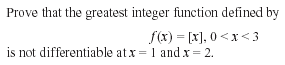 Prove that the greatest integer function defined by
f(x) = [x], 0 < x < 3
is not differentiable at x = 1 and x = 2.